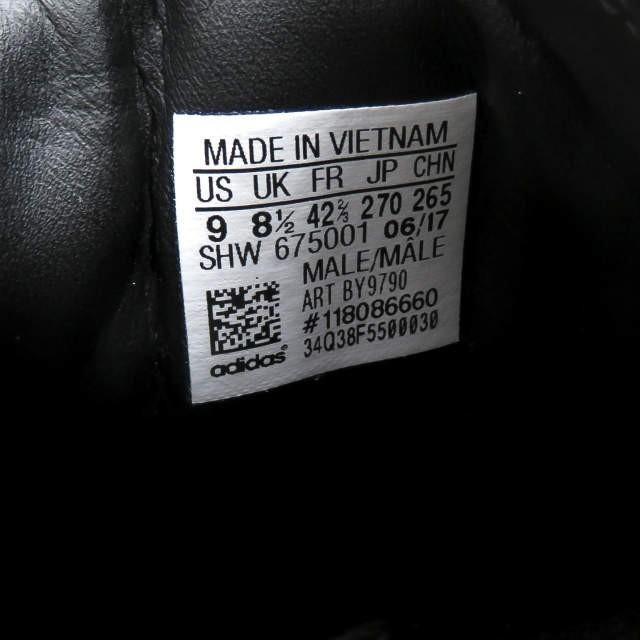 MADE IN VIETNAM
US UK FR JP CHN
9 8½ 42⅔ 270 265
SHW 675001 06/17
MALE/MÂLE
ART BY9790
#118086660
34Q38F5500030
adidas®